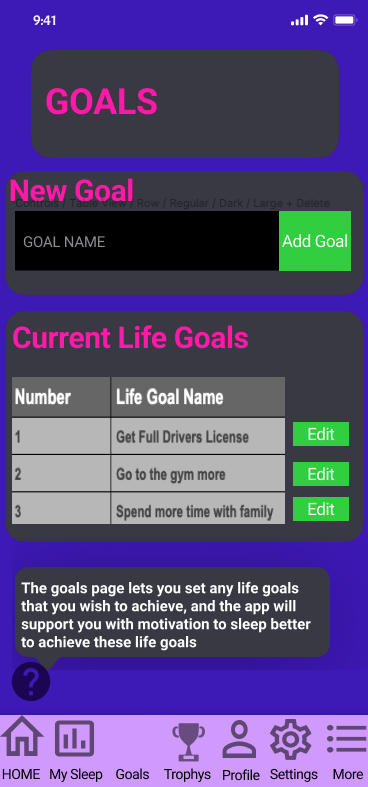 9:41
GOALS
New Goal
Controls / Table View / Row / Regular / Dark / Large + Delete
GOAL NAME
Add Goal
Current Life Goals
Number Life Goal Name
1 Get Full Drivers License Edit
2 Go to the gym more Edit
3 Spend more time with family Edit
The goals page lets you set any life goals
that you wish to achieve, and the app will
support you with motivation to sleep better
to achieve these life goals
?
HOME My Sleep Goals Trophys Profile Settings More